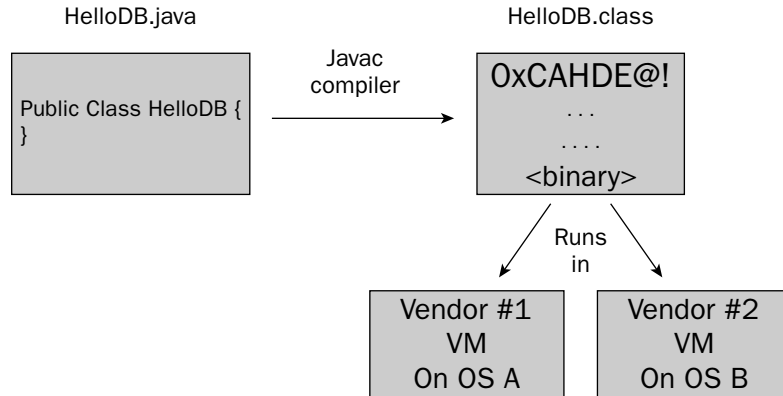 HelloDB.java
HelloDB.class
Javac
compiler
Public Class HelloDB {
}
0xCAHDE@!
. . .
. . . .
<binary>
Runs
in
Vendor #1
VM
On OS A
Vendor #2
VM
On OS B